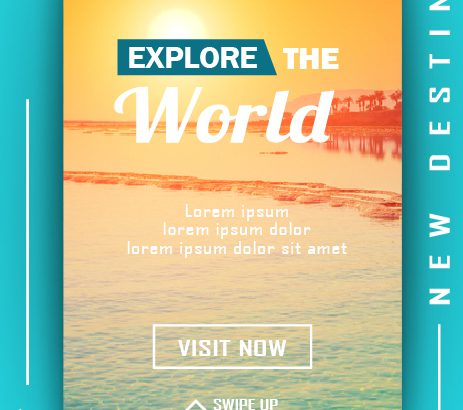 EXPLORE THE
World
Lorem ipsum
lorem ipsum dolor
lorem ipsum dolor sit amet
VISIT NOW
SWIPE UP
NEW DESTIN